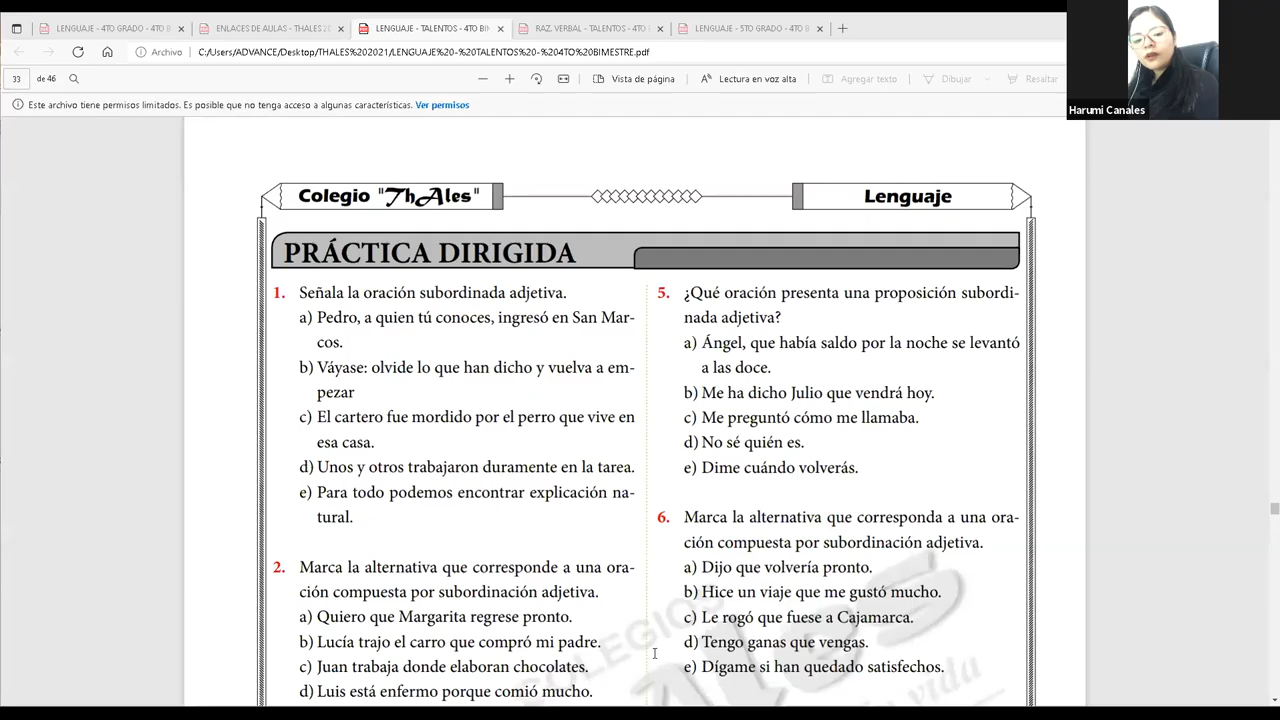 LENGUAJE - 4TO GRADO - 4TO B
ENLACES DE AULAS - THALES 20
LENGUAJE - TALENTOS - 4TO BIM
RAZ. VERBAL - TALENTOS - 4TO E
LENGUAJE - 5TO GRADO - 4TO B
Archivo
C:/Users/ADVANCE/Desktop/THALES%202021/LENGUAJE%20-%20TALENTOS%20-%204TO%20BIMESTRE.pdf
33 de 46
Vista de página
Lectura en voz alta
Agregar texto
Dibujar
Resaltar
Este archivo tiene permisos limitados. Es posible que no tenga acceso a algunas características. Ver permisos
Harumi Canales
Colegio "ThAles"
Lenguaje
PRÁCTICA DIRIGIDA
1. Señala la oración subordinada adjetiva.
a) Pedro, a quien tú conoces, ingresó en San Mar-
cos.
b) Váyase: olvide lo que han dicho y vuelva a em-
pezar
c) El cartero fue mordido por el perro que vive en
esa casa.
d) Unos y otros trabajaron duramente en la tarea.
e) Para todo podemos encontrar explicación na-
tural.
2. Marca la alternativa que corresponde a una ora-
ción compuesta por subordinación adjetiva.
a) Quiero que Margarita regrese pronto.
b) Lucía trajo el carro que compró mi padre.
c) Juan trabaja donde elaboran chocolates.
d) Luis está enfermo porque comió mucho.
5. ¿Qué oración presenta una proposición subordi-
nada adjetiva?
a) Ángel, que había saldo por la noche se levantó
a las doce.
b) Me ha dicho Julio que vendrá hoy.
c) Me preguntó cómo me llamaba.
d) No sé quién es.
e) Dime cuándo volverás.
6. Marca la alternativa que corresponda a una ora-
ción compuesta por subordinación adjetiva.
a) Dijo que volvería pronto.
b) Hice un viaje que me gustó mucho.
c) Le rogó que fuese a Cajamarca.
d) Tengo ganas que vengas.
e) Dígame si han quedado satisfechos.